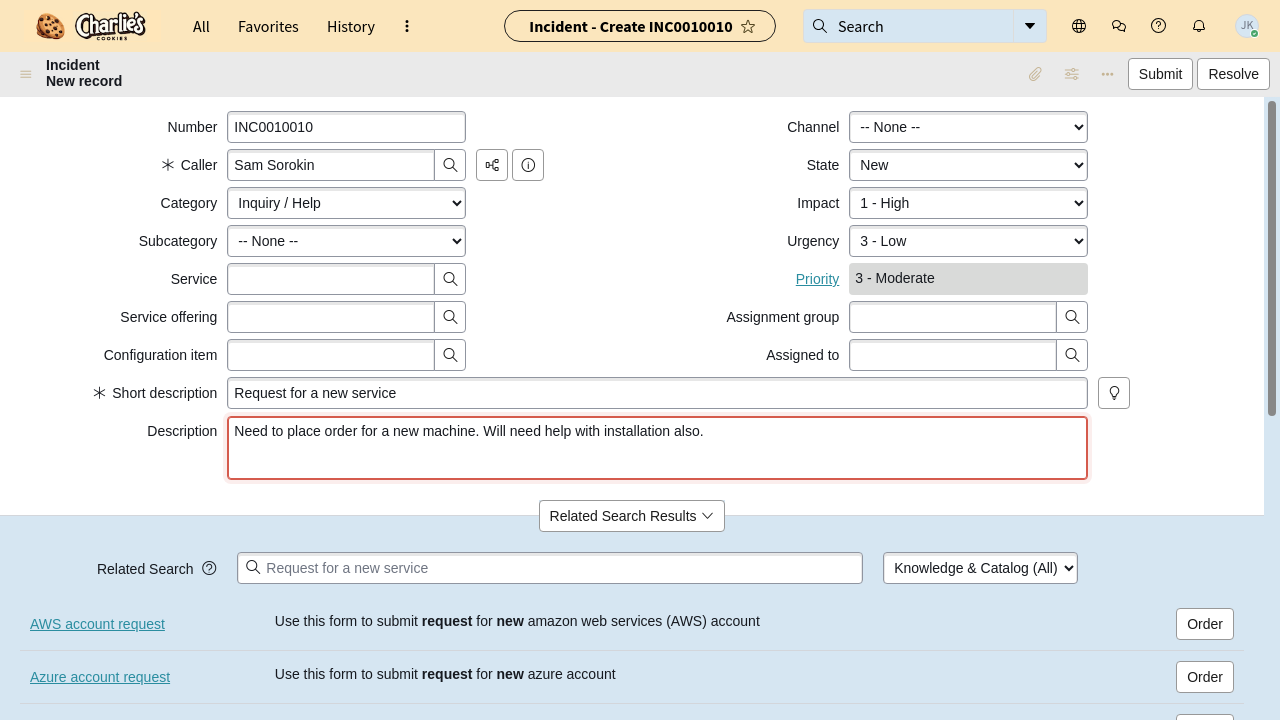 Charlie's COOKIES
All
Favorites
History
Incident - Create INC0010010
Search
JK
Incident
New record
Submit
Resolve
Number
INC0010010
Channel
-- None --
Caller
Sam Sorokin
State
New
Category
Inquiry / Help
Impact
1 - High
Subcategory
-- None --
Urgency
3 - Low
Service
Priority
3 - Moderate
Service offering
Assignment group
Configuration item
Assigned to
Short description
Request for a new service
Description
Need to place order for a new machine. Will need help with installation also.
Related Search Results
Related Search
Request for a new service
Knowledge & Catalog (All)
AWS account request
Use this form to submit request for new amazon web services (AWS) account
Order
Azure account request
Use this form to submit request for new azure account
Order